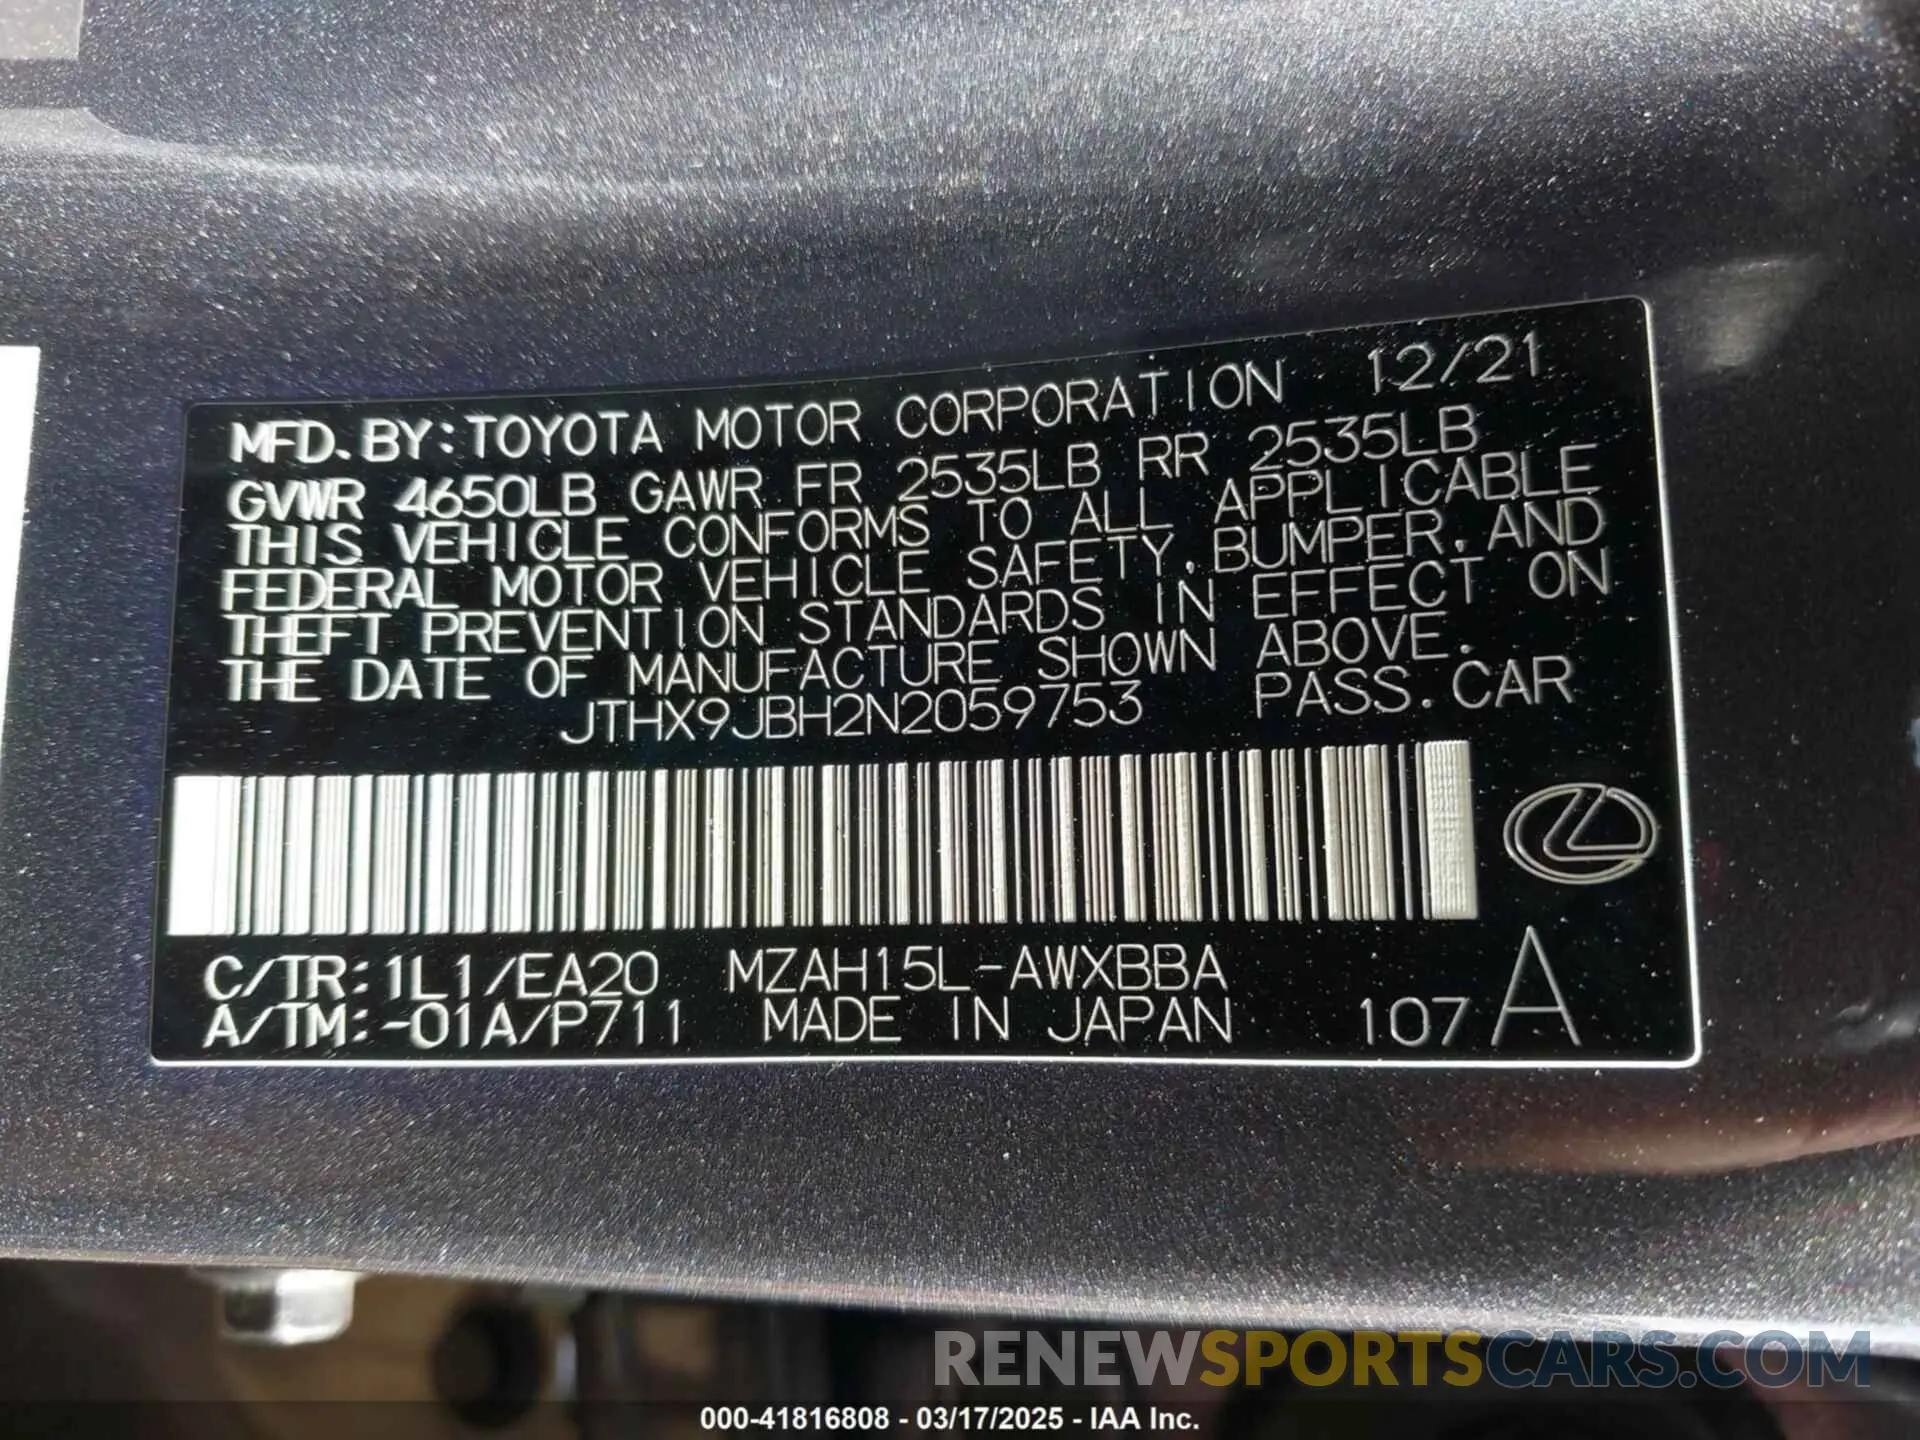 MFD. BY: TOYOTA MOTOR CORPORATION 12/21
GVWR 4650LB GAWR FR 2535LB RR 2535LB
THIS VEHICLE CONFORMS TO ALL APPLICABLE
FEDERAL MOTOR VEHICLE SAFETY, BUMPER, AND
THEFT PREVENTION STANDARDS IN EFFECT ON
THE DATE OF MANUFACTURE SHOWN ABOVE.
JTHX9JBH2N2059753 PASS. CAR
C/TR: 1L1/EA20 MZAH15L-AWXBBA
A/TM: -01A/P711 MADE IN JAPAN 107 A
RENEWSPORTSCARS.COM
000-41816808 - 03/17/2025 - IAA Inc.